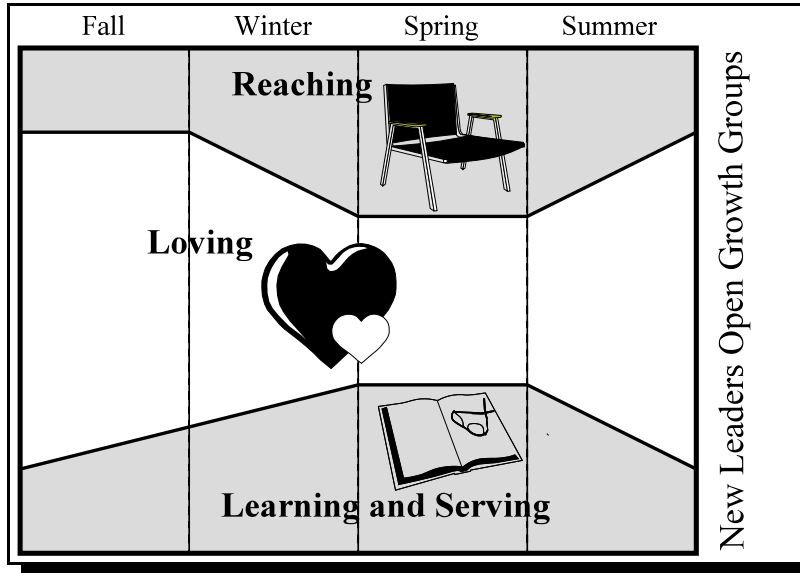 Fall Winter Spring Summer
Reaching
Loving
Learning and Serving
New Leaders Open Growth Groups